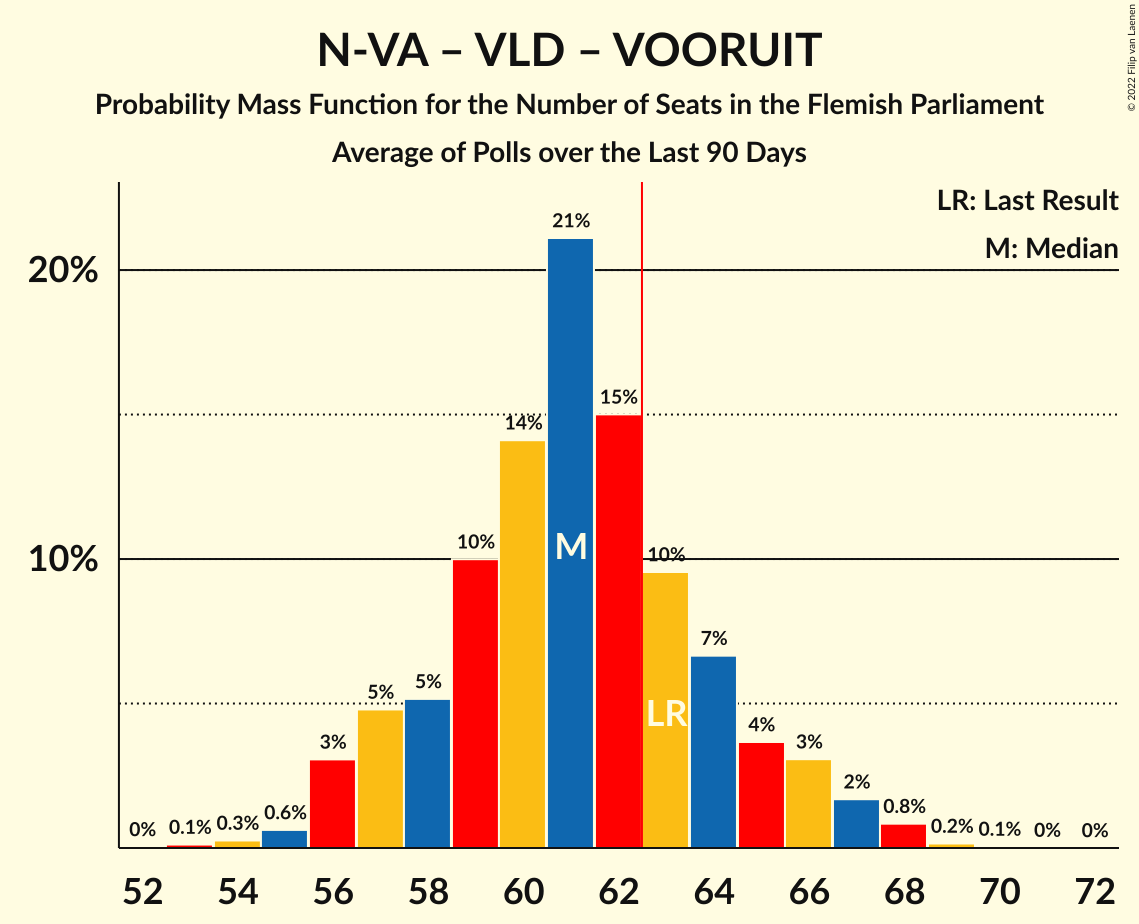 N-VA – VLD – VOORUIT
Probability Mass Function for the Number of Seats in the Flemish Parliament
Average of Polls over the Last 90 Days
© 2022 Filip van Laenen
LR: Last Result
M: Median
20%
10%
0%
0.1%
0.3%
0.6%
3%
5%
5%
10%
14%
21%
15%
10%
7%
4%
3%
2%
0.8%
0.2%
0.1%
0%
0%
M
LR
52 54 56 58 60 62 64 66 68 70 72